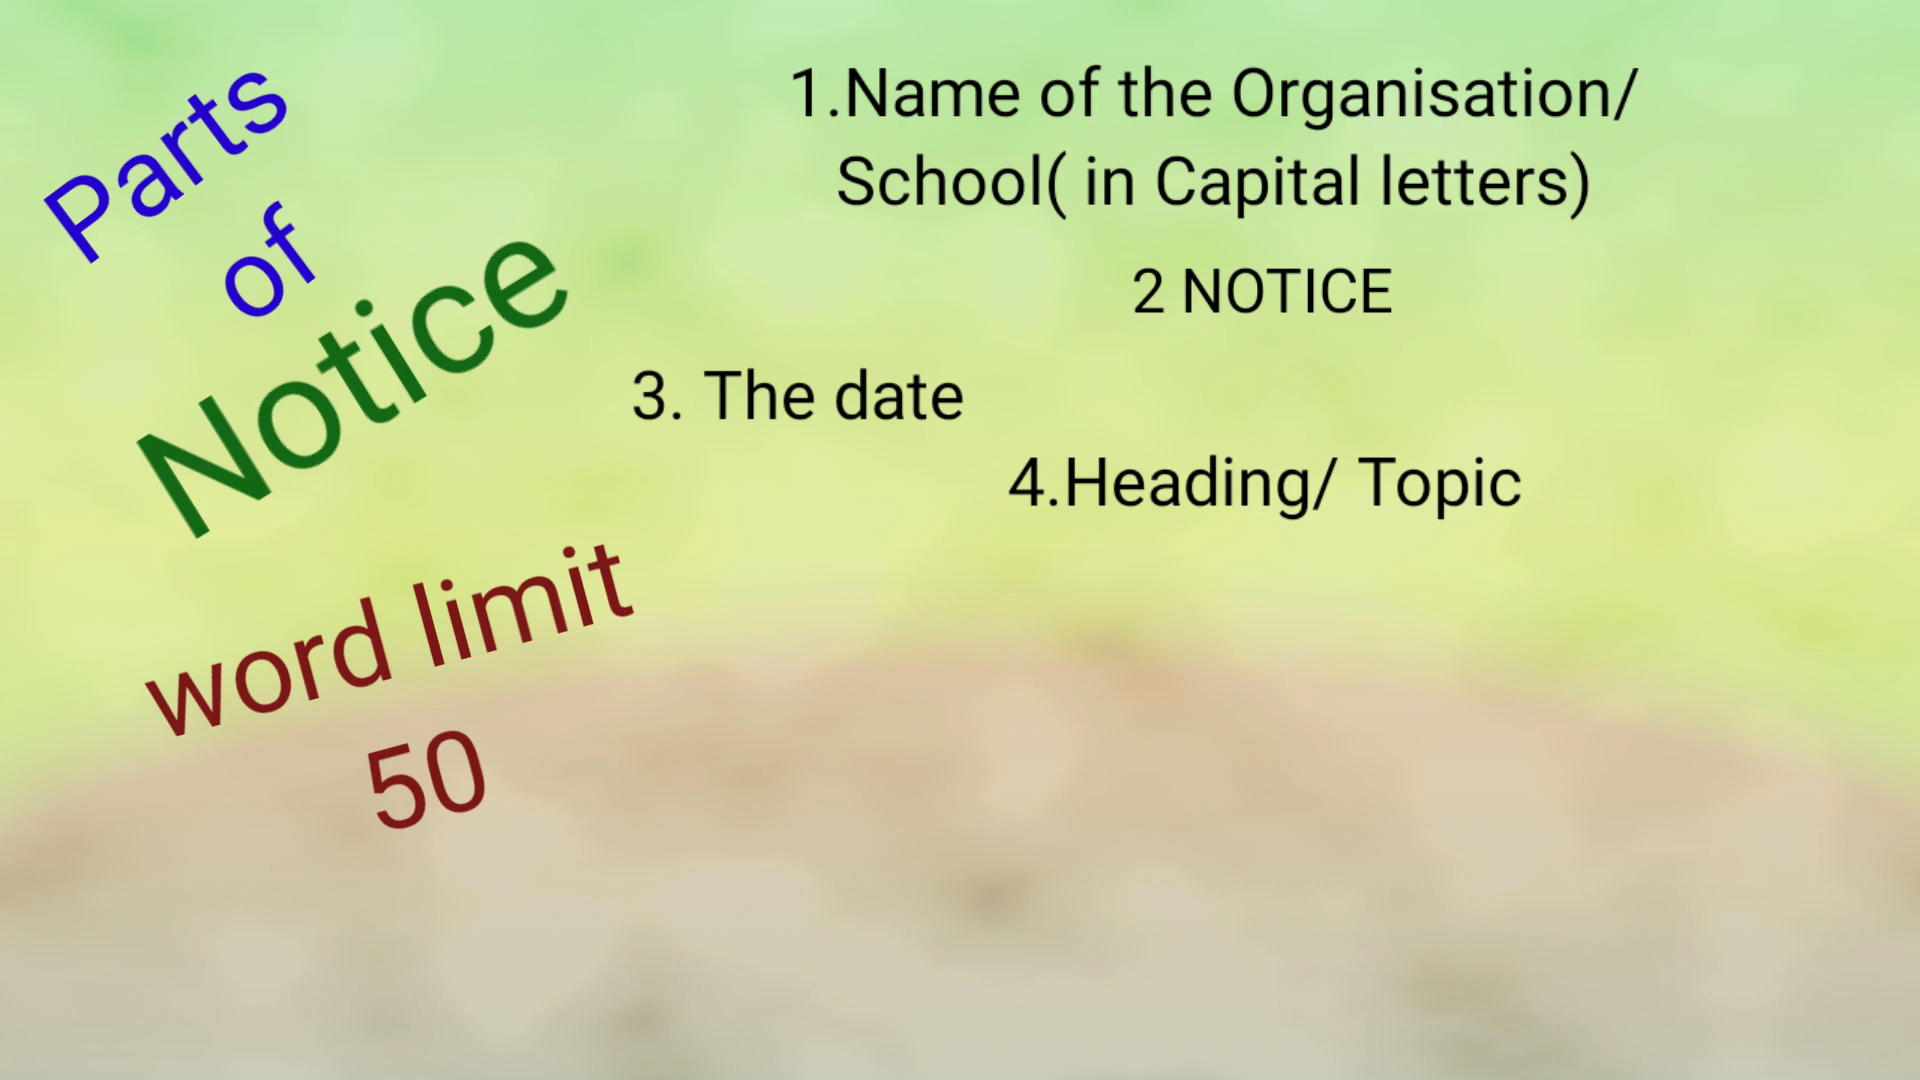 Parts
of
Notice
word limit
50
1.Name of the Organisation/
School( in Capital letters)
2 NOTICE
3. The date
4.Heading/ Topic